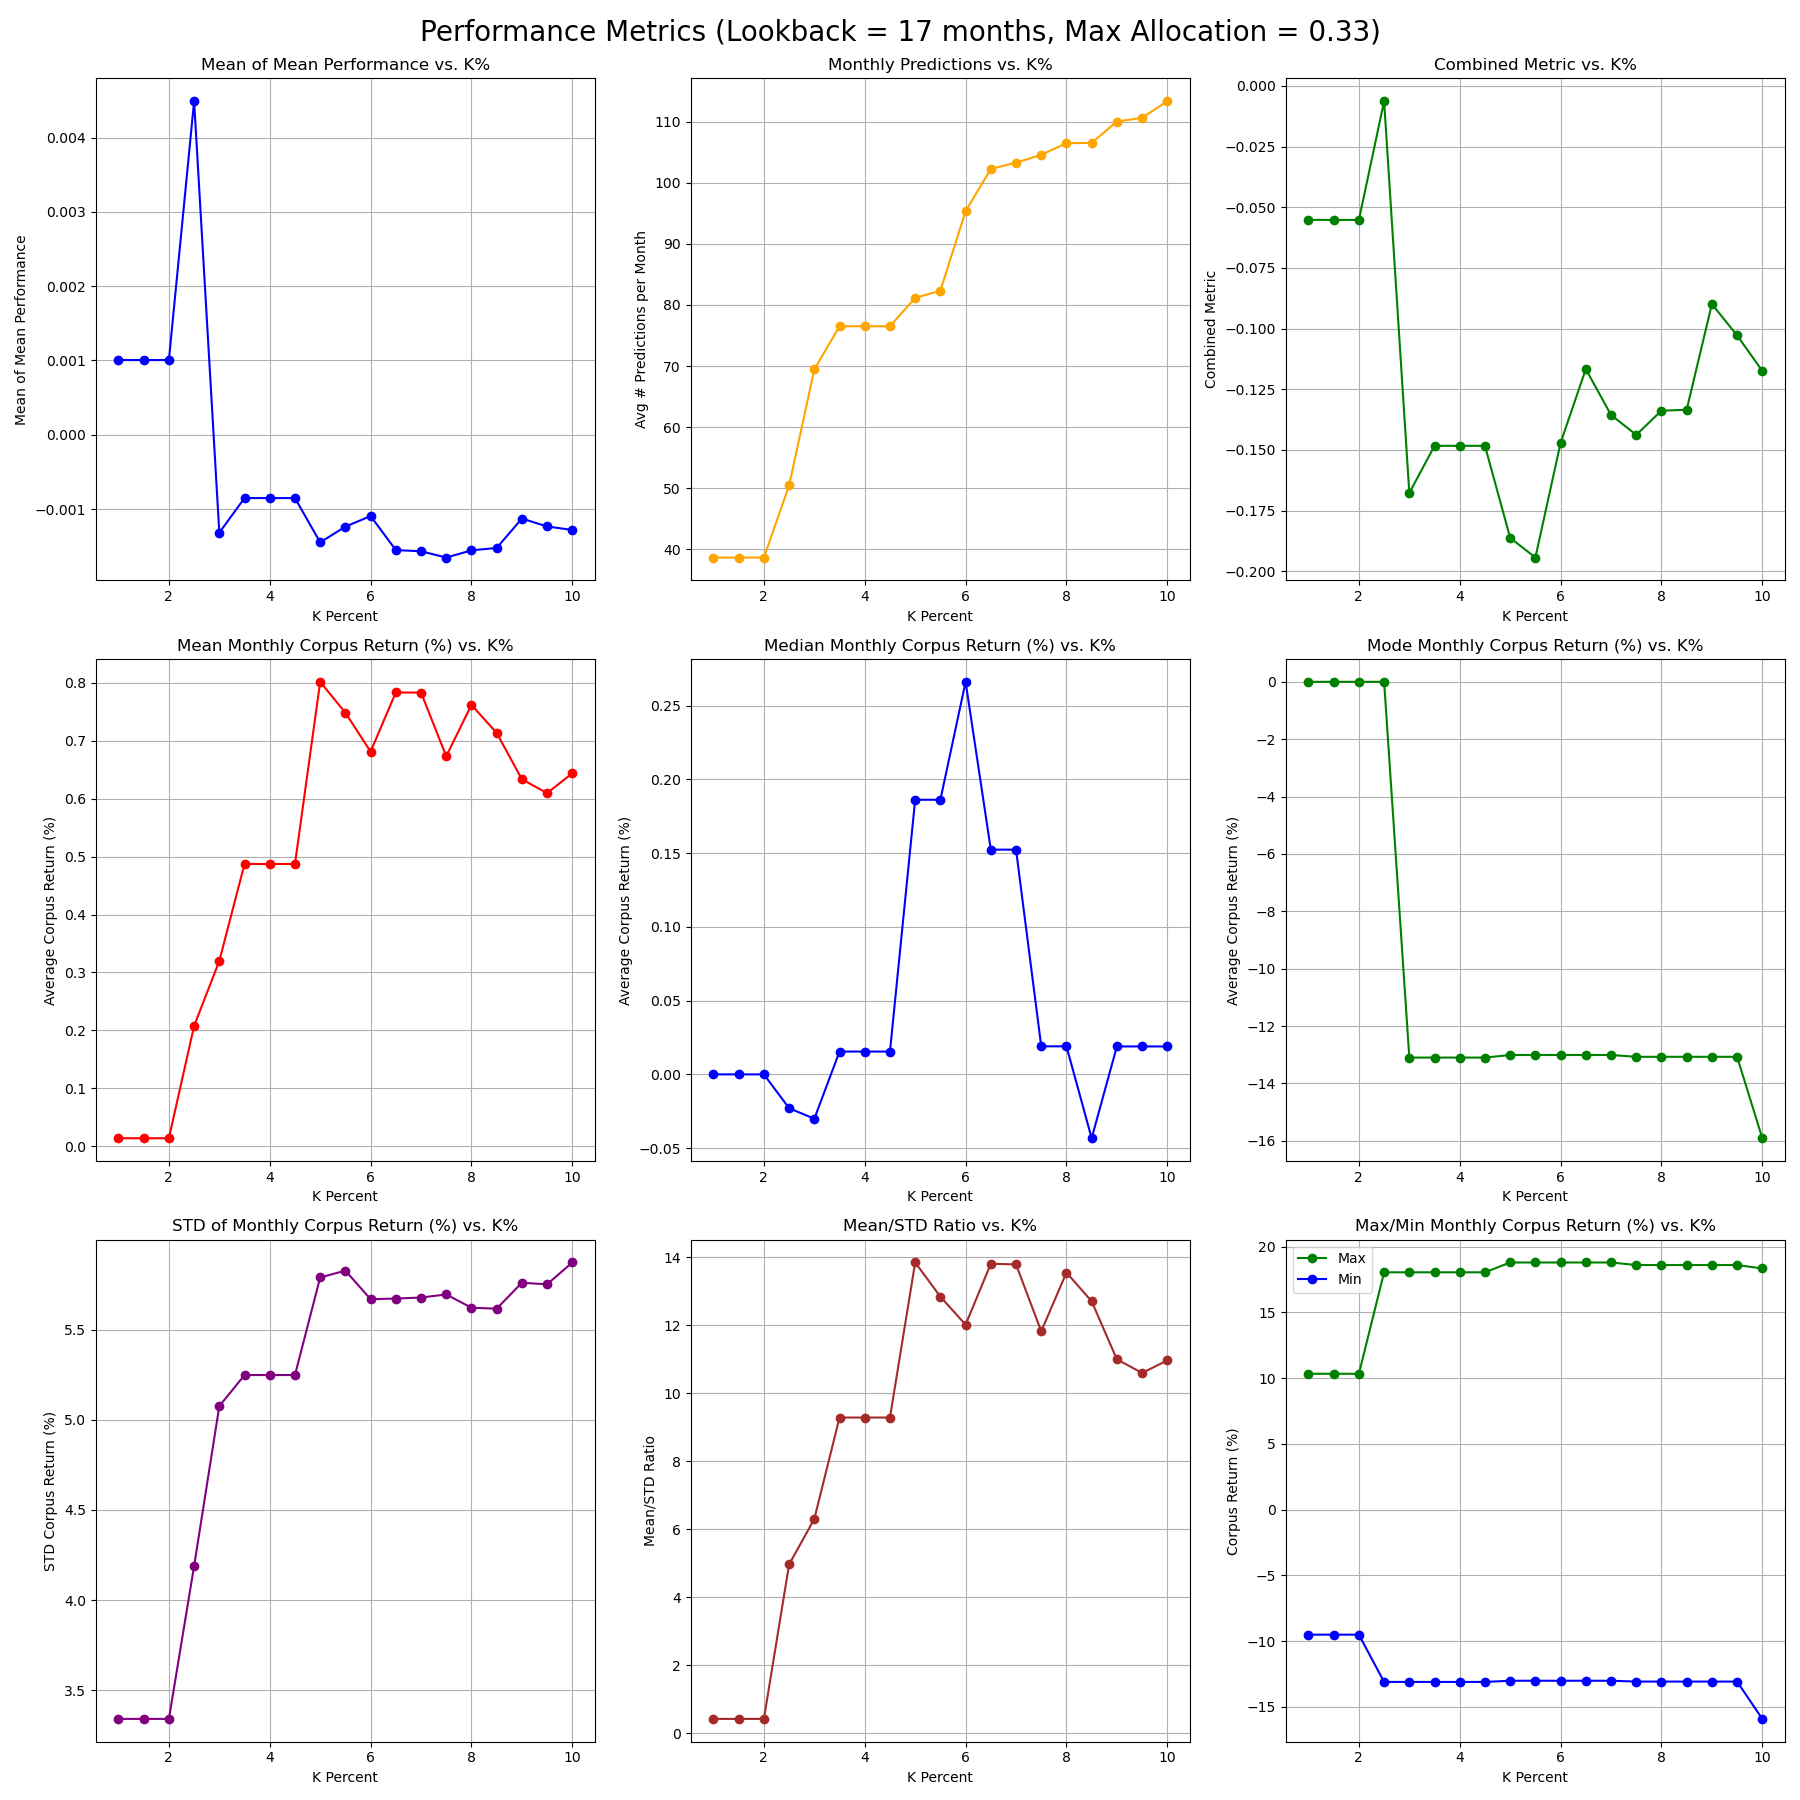 Performance Metrics (Lookback = 17 months, Max Allocation = 0.33)
Mean of Mean Performance vs. K%
Mean of Mean Performance
0.004
0.003
0.002
0.001
0.000
−0.001
2 4 6 8 10
K Percent
Monthly Predictions vs. K%
Avg # Predictions per Month
110
100
90
80
70
60
50
40
2 4 6 8 10
K Percent
Combined Metric vs. K%
Combined Metric
0.000
−0.025
−0.050
−0.075
−0.100
−0.125
−0.150
−0.175
−0.200
2 4 6 8 10
K Percent
Mean Monthly Corpus Return (%) vs. K%
Average Corpus Return (%)
0.8
0.7
0.6
0.5
0.4
0.3
0.2
0.1
0.0
2 4 6 8 10
K Percent
Median Monthly Corpus Return (%) vs. K%
Average Corpus Return (%)
0.25
0.20
0.15
0.10
0.05
0.00
−0.05
2 4 6 8 10
K Percent
Mode Monthly Corpus Return (%) vs. K%
Average Corpus Return (%)
0
−2
−4
−6
−8
−10
−12
−14
−16
2 4 6 8 10
K Percent
STD of Monthly Corpus Return (%) vs. K%
STD Corpus Return (%)
5.5
5.0
4.5
4.0
3.5
2 4 6 8 10
K Percent
Mean/STD Ratio vs. K%
Mean/STD Ratio
14
12
10
8
6
4
2
0
2 4 6 8 10
K Percent
Max/Min Monthly Corpus Return (%) vs. K%
Max
Min
Corpus Return (%)
20
15
10
5
0
−5
−10
−15
2 4 6 8 10
K Percent